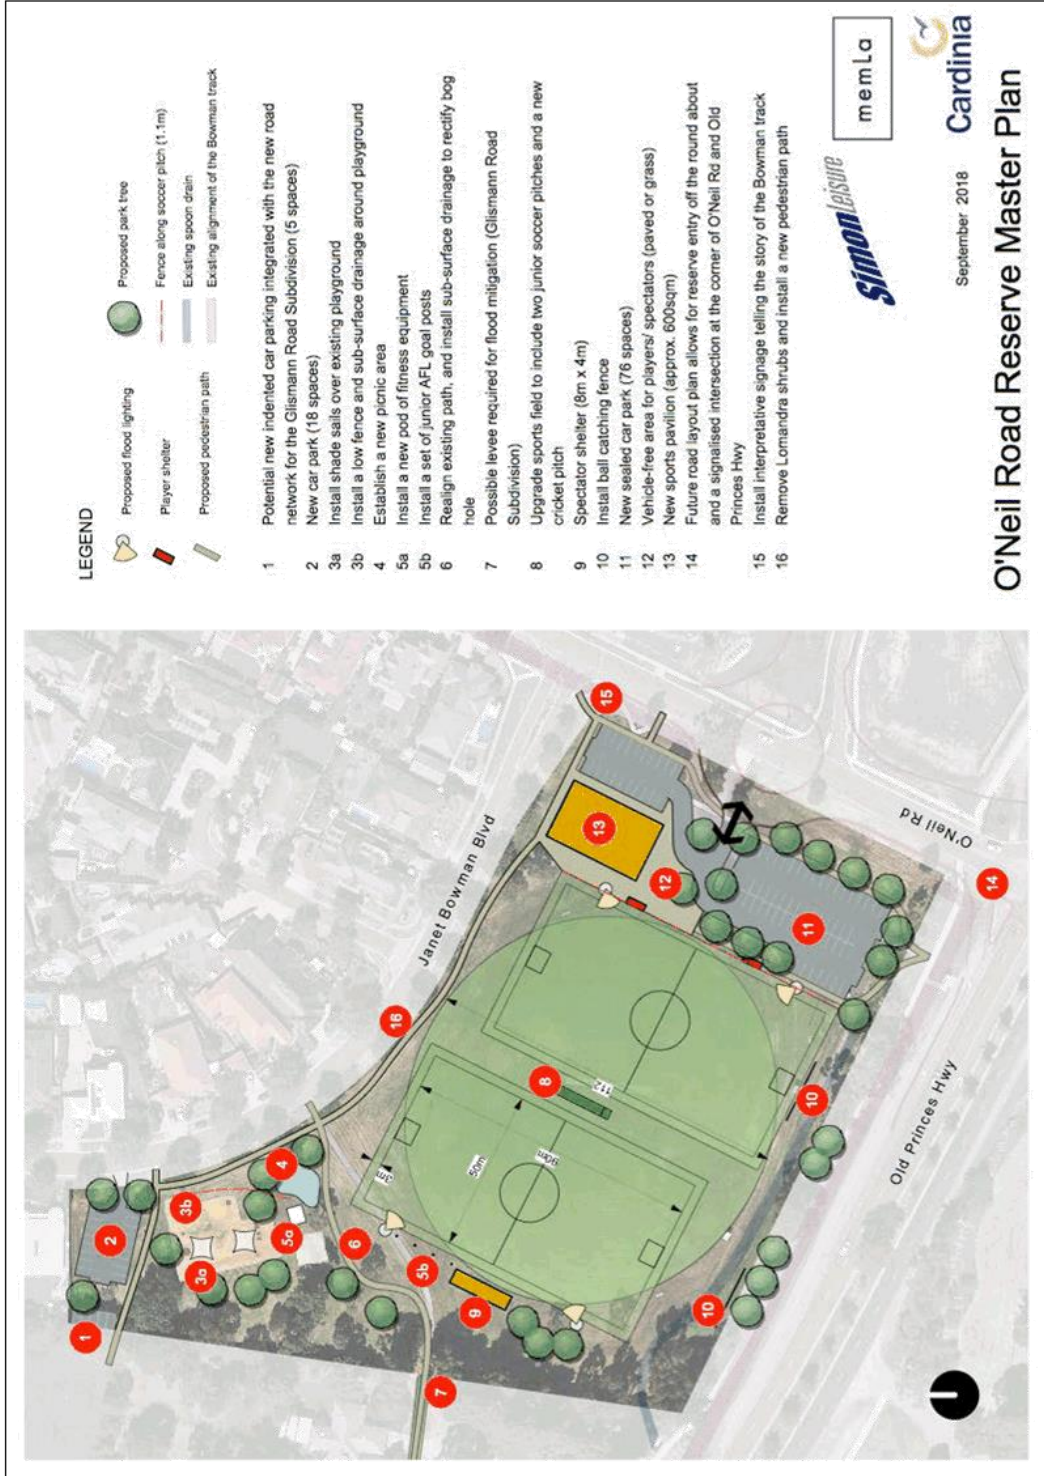 LEGEND
Proposed flood lighting
Proposed park tree
Player shelter
Fence along soccer pitch (1.1m)
Existing spoon drain
Proposed pedestrian path
Existing alignment of the Bowman track
1 Potential new indented car parking integrated with the new road
network for the Glismann Road Subdivision (5 spaces)
2 New car park (18 spaces)
3a Install shade sails over existing playground
3b Install a low fence and sub-surface drainage around playground
4 Establish a new picnic area
5a Install a new pod of fitness equipment
5b Install a set of junior AFL goal posts
6 Realign existing path, and install sub-surface drainage to rectify bog
hole
7 Possible levee required for flood mitigation (Glismann Road
Subdivision)
8 Upgrade sports field to include two junior soccer pitches and a new
cricket pitch
9 Spectator shelter (8m x 4m)
10 Install ball catching fence
11 New sealed car park (76 spaces)
12 Vehicle-free area for players/ spectators (paved or grass)
13 New sports pavilion (approx. 600sqm)
14 Future road layout plan allows for reserve entry off the round about
and a signalised intersection at the corner of O'Neil Rd and Old
Princes Hwy
15 Install interpretative signage telling the story of the Bowman track
16 Remove Lomandra shrubs and install a new pedestrian path
SimonLeisure
memLa
September 2018
Cardinia
O'Neil Road Reserve Master Plan
1
2
3a
3b
4
5a
5b
6
7
8
9
10
10
11
12
13
14
15
16
Janet Bowman Blvd
O'Neil Rd
Old Princes Hwy
3m
50m
90m
112